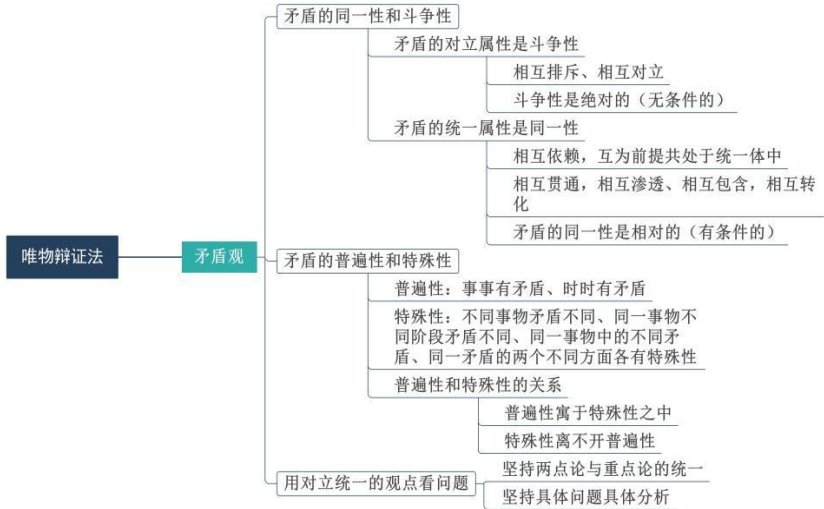 矛盾的同一性和斗争性
矛盾的对立属性是斗争性
相互排斥、相互对立
斗争性是绝对的（无条件的）
矛盾的统一属性是同一性
相互依赖，互为前提共处于统一体中
相互贯通，相互渗透、相互包含，相互转
化
矛盾的同一性是相对的（有条件的）
唯物辩证法
矛盾观
矛盾的普遍性和特殊性
普遍性：事事有矛盾、时时有矛盾
特殊性：不同事物矛盾不同、同一事物不
同阶段矛盾不同、同一事物中的不同矛
盾、同一矛盾的两个不同方面各有特殊性
普遍性和特殊性的关系
普遍性寓于特殊性之中
特殊性离不开普遍性
用对立统一的观点看问题
坚持两点论与重点论的统一
坚持具体问题具体分析